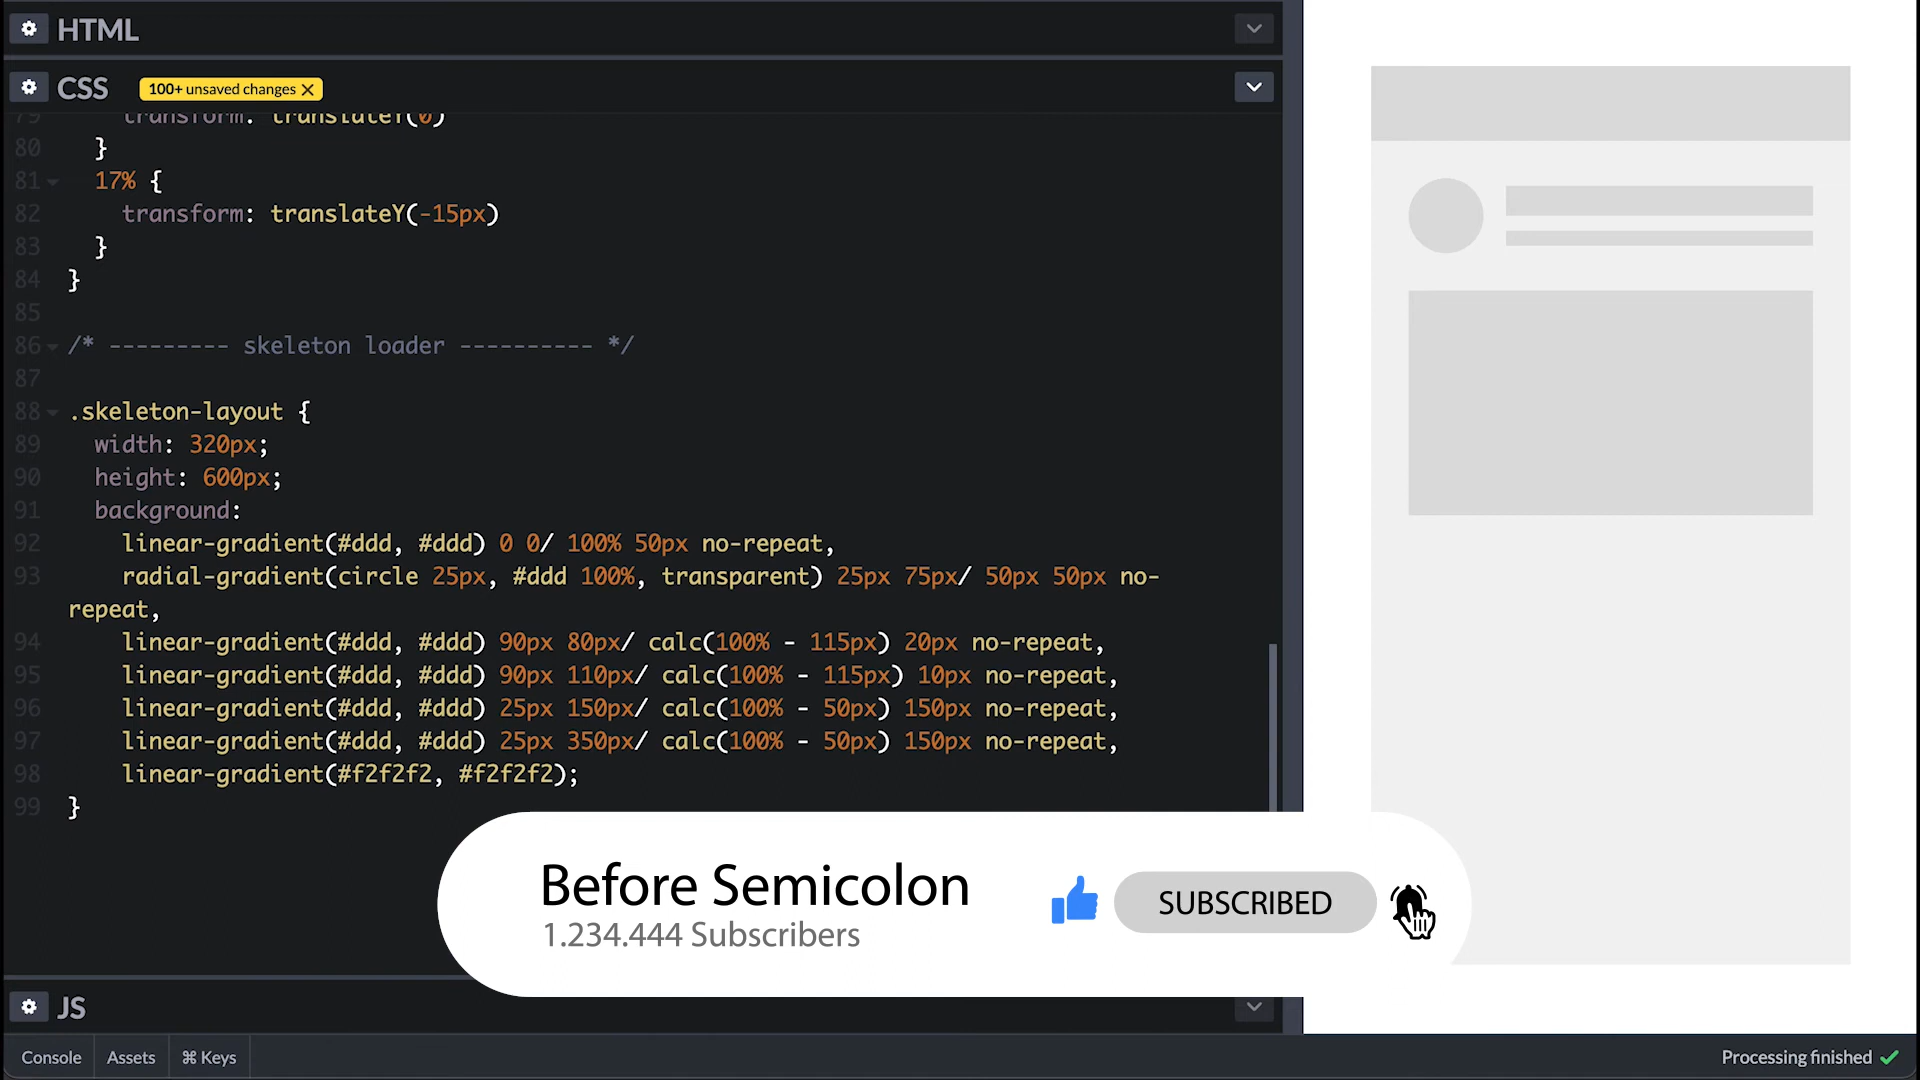 HTML
CSS
100+ unsaved changes
79 transform: translateY(0)
80 }
81 17% {
82 transform: translateY(-15px)
83 }
84 }
85
86 /* --------- skeleton loader ---------- */
87
88 .skeleton-layout {
89 width: 320px;
90 height: 600px;
91 background:
92 linear-gradient(#ddd, #ddd) 0 0/ 100% 50px no-repeat,
93 radial-gradient(circle 25px, #ddd 100%, transparent) 25px 75px/ 50px 50px no-
repeat,
94 linear-gradient(#ddd, #ddd) 90px 80px/ calc(100% - 115px) 20px no-repeat,
95 linear-gradient(#ddd, #ddd) 90px 110px/ calc(100% - 115px) 10px no-repeat,
96 linear-gradient(#ddd, #ddd) 25px 150px/ calc(100% - 50px) 150px no-repeat,
97 linear-gradient(#ddd, #ddd) 25px 350px/ calc(100% - 50px) 150px no-repeat,
98 linear-gradient(#f2f2f2, #f2f2f2);
99 }
Before Semicolon
1.234.444 Subscribers
SUBSCRIBED
JS
Console Assets ⌘ Keys
Processing finished